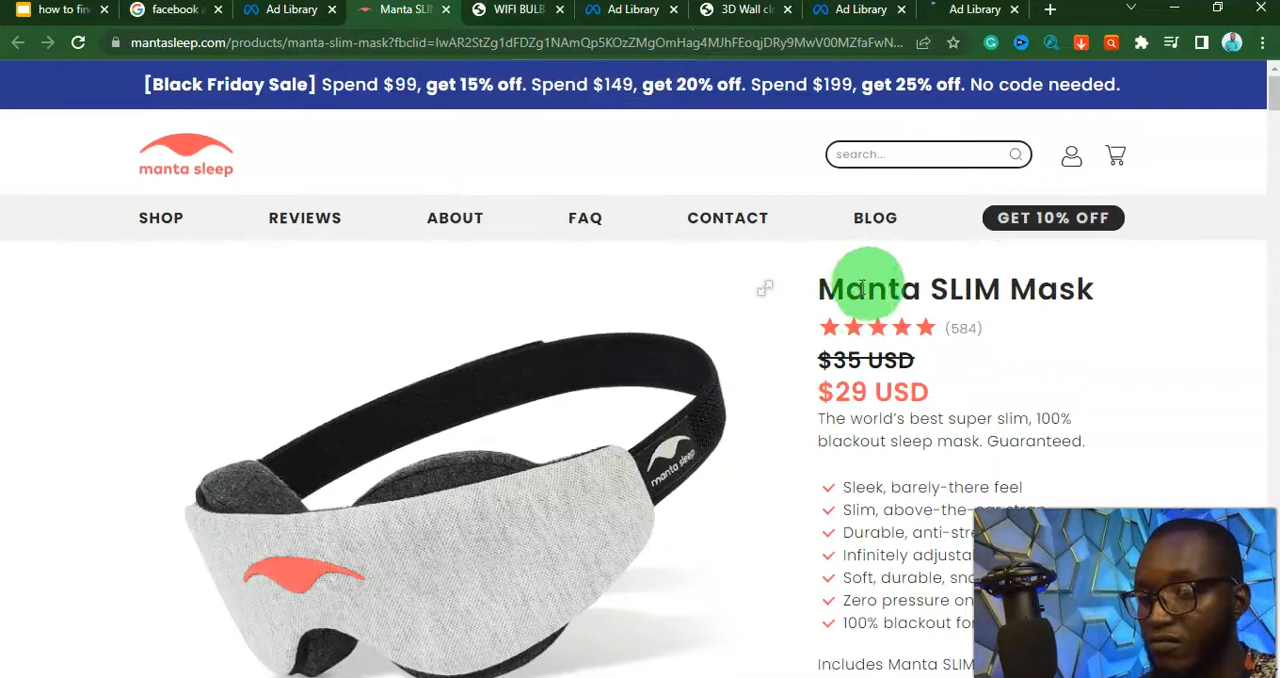 how to fin
facebook a
Ad Library
Manta SLI
WIFI BULB
Ad Library
3D Wall cl
Ad Library
Ad Library
mantasleep.com/products/manta-slim-mask?fbclid=
[Black Friday Sale] Spend $99, get 15% off. Spend $149, get 20% off. Spend $199, get 25% off. No code needed.
manta sleep
search...
SHOP
REVIEWS
ABOUT
FAQ
CONTACT
BLOG
GET 10% OFF
Manta SLIM Mask
(584)
$35 USD
$29 USD
The world's best super slim, 100%
blackout sleep mask. Guaranteed.
Sleek, barely-there feel
Slim, above-the-ear strap
Durable, anti-stre
Infinitely adjusta
Soft, durable, sna
Zero pressure on
100% blackout fo
Includes Manta SLIM
manta sleep